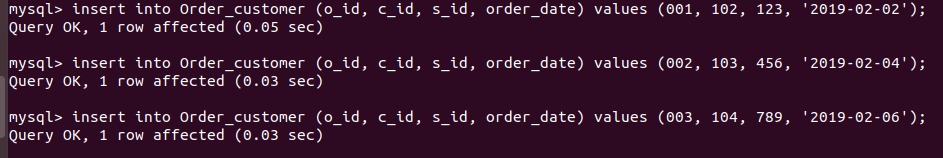 mysql> insert into Order_customer (o_id, c_id, s_id, order_date) values (001, 102, 123, '2019-02-02');
Query OK, 1 row affected (0.05 sec)
mysql> insert into Order_customer (o_id, c_id, s_id, order_date) values (002, 103, 456, '2019-02-04');
Query OK, 1 row affected (0.03 sec)
mysql> insert into Order_customer (o_id, c_id, s_id, order_date) values (003, 104, 789, '2019-02-06');
Query OK, 1 row affected (0.03 sec)